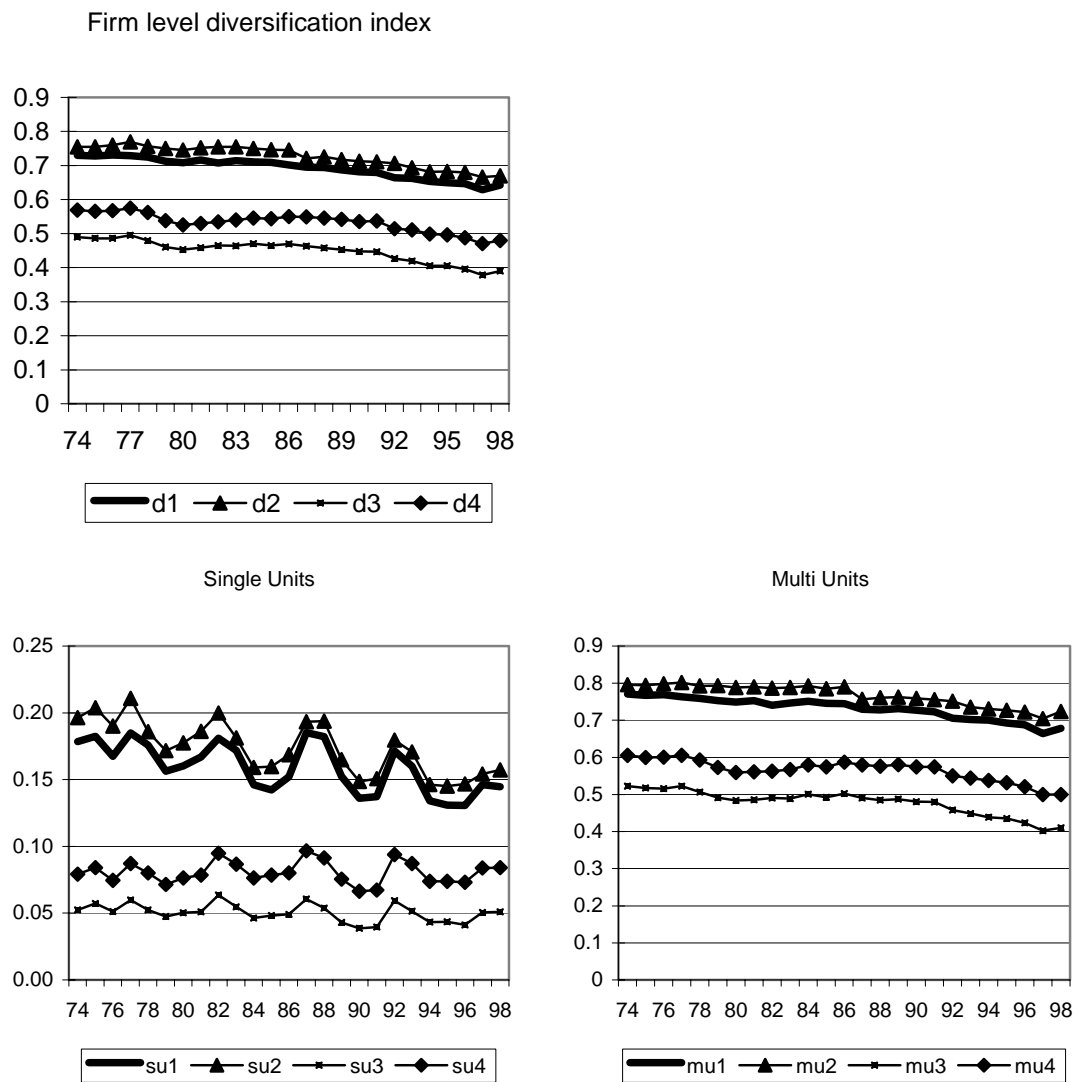 Firm level diversification index
0.9
0.8
0.7
0.6
0.5
0.4
0.3
0.2
0.1
0
74 77 80 83 86 89 92 95 98
d1 d2 d3 d4
Single Units
0.25
0.20
0.15
0.10
0.05
0.00
74 76 78 80 82 84 86 88 90 92 94 96 98
su1 su2 su3 su4
Multi Units
0.9
0.8
0.7
0.6
0.5
0.4
0.3
0.2
0.1
0
74 76 78 80 82 84 86 88 90 92 94 96 98
mu1 mu2 mu3 mu4